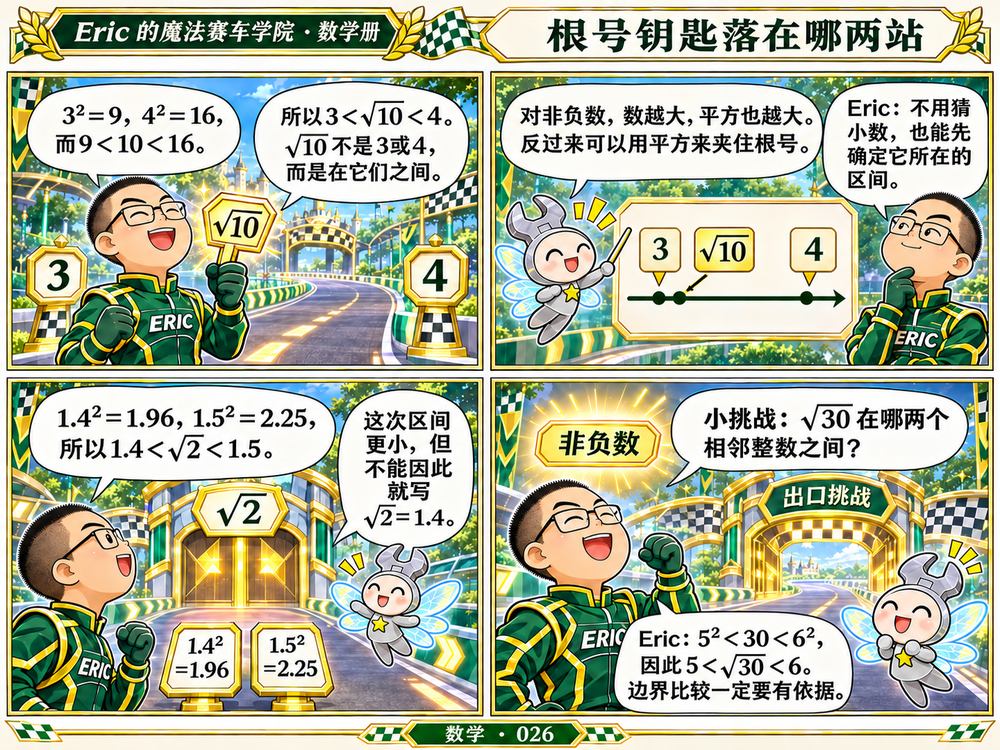 Eric 的魔法赛车学院·数学册
根号钥匙落在哪两站
3²=9，4²=16，
而9<10<16。
所以3<√10<4。
√10不是3或4，
而是在它们之间。
√10
3
4
ERIC
对非负数，数越大，平方也越大。
反过来可以用平方来夹住根号。
Eric：不用猜
小数，也能先
确定它所在的
区间。
3
√10
4
ERIC
1.4²=1.96，1.5²=2.25，
所以1.4<√2<1.5。
这次区间
更小，但
不能因此
就写
√2=1.4。
√2
1.4²
=1.96
1.5²
=2.25
ERIC
非负数
小挑战：√30在哪两个
相邻整数之间？
出口挑战
ERIC
Eric：5²<30<6²，
因此5<√30<6。
边界比较一定要有依据。
数学 · 026